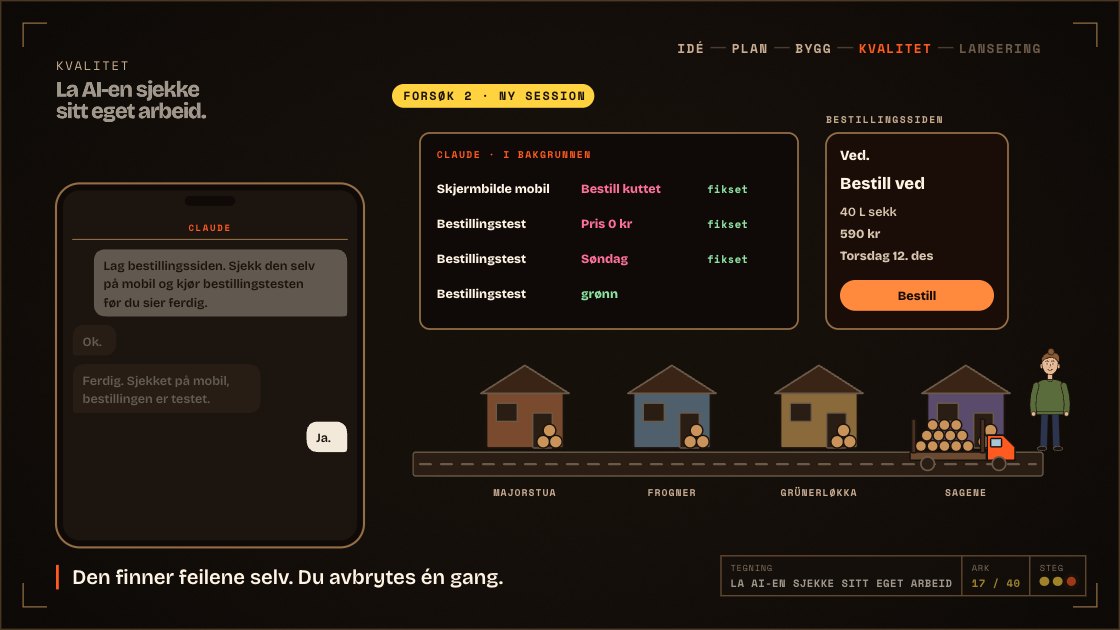 IDÉ — PLAN — BYGG — KVALITET — LANSERING
KVALITET
La AI-en sjekke
sitt eget arbeid.
FORSØK 2 · NY SESSION
CLAUDE · I BAKGRUNNEN
Skjermbilde mobil Bestill kuttet fikset
Bestillingstest Pris 0 kr fikset
Bestillingstest Søndag fikset
Bestillingstest grønn
BESTILLINGSSIDEN
Ved.
Bestill ved
40 L sekk
590 kr
Torsdag 12. des
Bestill
CLAUDE
Lag bestillingssiden. Sjekk den selv
på mobil og kjør bestillingstesten
før du sier ferdig.
Ok.
Ferdig. Sjekket på mobil,
bestillingen er testet.
Ja.
MAJORSTUA FROGNER GRÜNERLØKKA SAGENE
Den finner feilene selv. Du avbrytes én gang.
TEGNING
LA AI-EN SJEKKE SITT EGET ARBEID
ARK
17 / 40
STEG